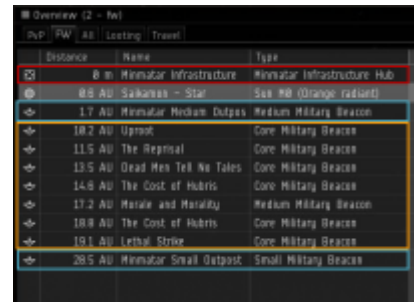 Overview (2 - fw)
PvP FW All Looting Travel
Distance Name Type
0 m Minmatar Infrastructure Minmatar Infrastructure Hub
0.6 AU Saikamon - Star Sun M0 (Orange radiant)
1.7 AU Minmatar Medium Outpos Medium Military Beacon
10.2 AU Uproot Core Military Beacon
11.5 AU The Reprisal Core Military Beacon
13.5 AU Dead Men Tell No Tales Core Military Beacon
14.6 AU The Cost of Hubris Core Military Beacon
17.2 AU Morale and Morality Medium Military Beacon
18.8 AU The Cost of Hubris Core Military Beacon
19.1 AU Lethal Strike Core Military Beacon
28.5 AU Minmatar Small Outpost Small Military Beacon